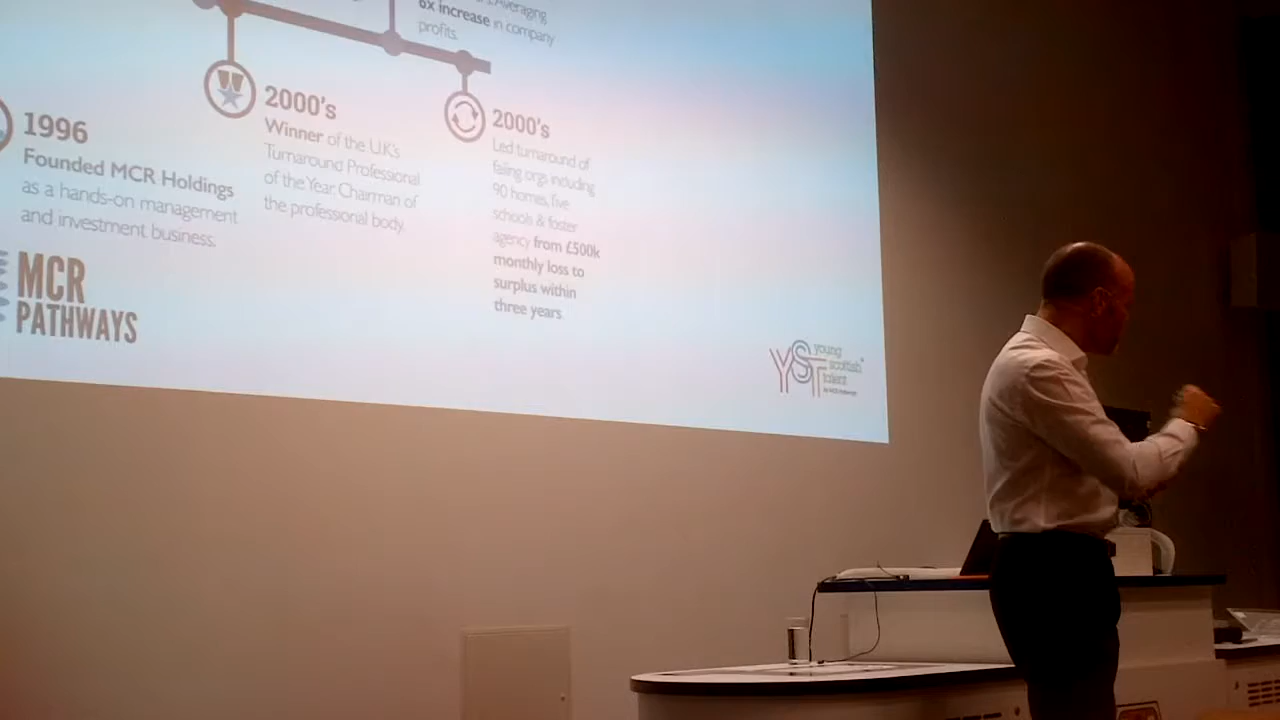 Averaging
6x increase in company
profits.
1996
Founded MCR Holdings
as a hands-on management
and investment business.
2000's
Winner of the U.K's
Turnaround Professional
of the Year. Chairman of
the professional body.
2000's
Led turnaround of
failing orgs including
90 homes, five
schools & foster
agency from £500k
monthly loss to
surplus within
three years
MCR
PATHWAYS
YST
young
scottish
talent